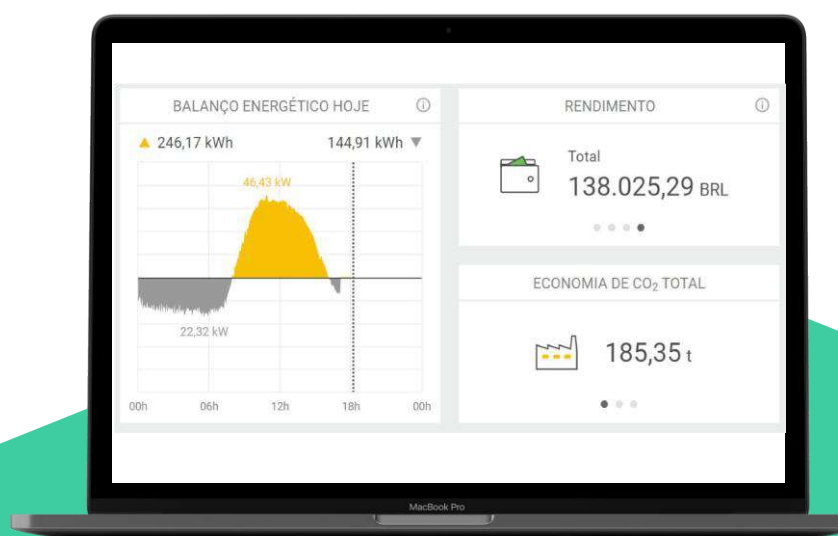 BALANÇO ENERGÉTICO HOJE
246,17 kWh 144,91 kWh
46,43 kW
22,32 kW
00h 06h 12h 18h 00h
RENDIMENTO
Total
138.025,29 BRL
ECONOMIA DE CO₂ TOTAL
185,35 t
MacBook Pro